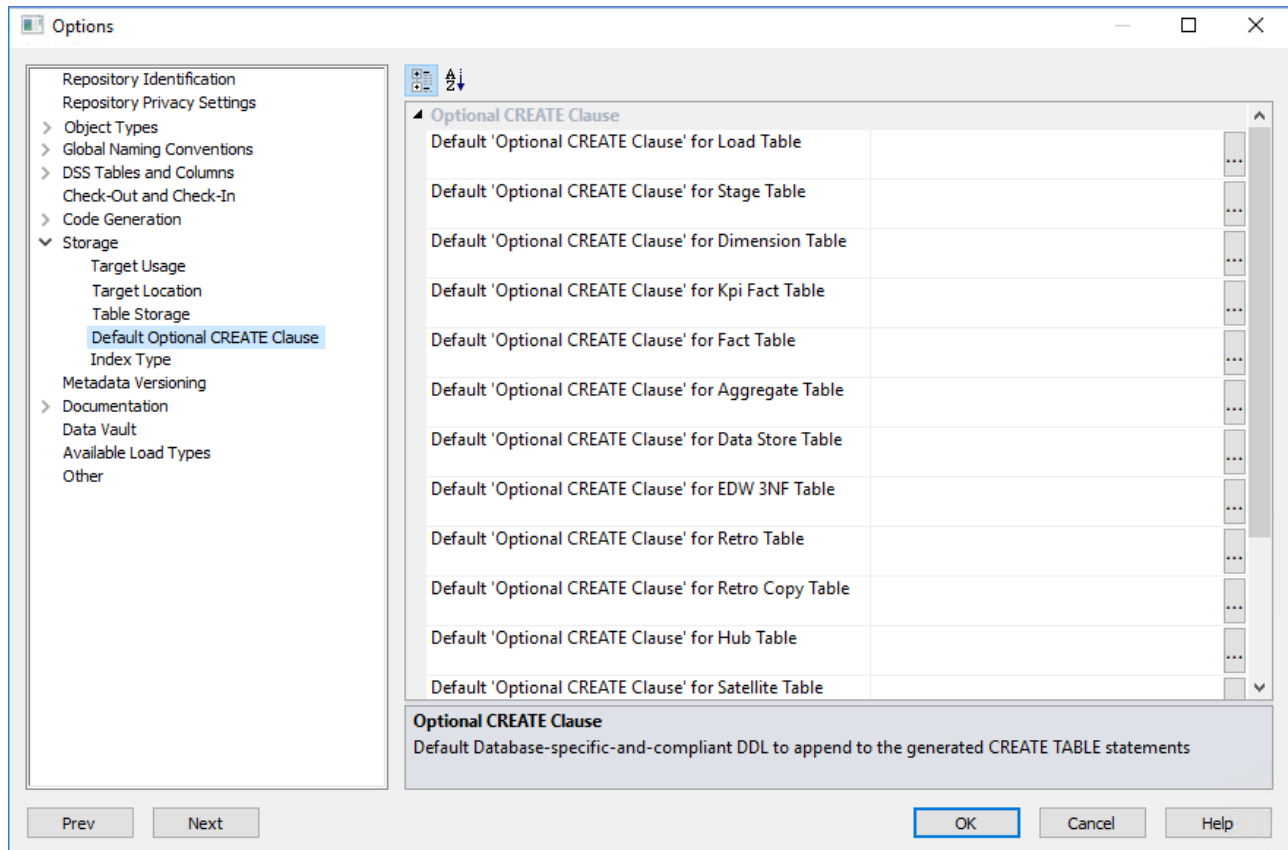 Options
Repository Identification
Repository Privacy Settings
Object Types
Global Naming Conventions
DSS Tables and Columns
Check-Out and Check-In
Code Generation
Storage
Target Usage
Target Location
Table Storage
Default Optional CREATE Clause
Index Type
Metadata Versioning
Documentation
Data Vault
Available Load Types
Other
Optional CREATE Clause
Default 'Optional CREATE Clause' for Load Table
...
Default 'Optional CREATE Clause' for Stage Table
...
Default 'Optional CREATE Clause' for Dimension Table
...
Default 'Optional CREATE Clause' for Kpi Fact Table
...
Default 'Optional CREATE Clause' for Fact Table
...
Default 'Optional CREATE Clause' for Aggregate Table
...
Default 'Optional CREATE Clause' for Data Store Table
...
Default 'Optional CREATE Clause' for EDW 3NF Table
...
Default 'Optional CREATE Clause' for Retro Table
...
Default 'Optional CREATE Clause' for Retro Copy Table
...
Default 'Optional CREATE Clause' for Hub Table
...
Default 'Optional CREATE Clause' for Satellite Table
Optional CREATE Clause
Default Database-specific-and-compliant DDL to append to the generated CREATE TABLE statements
Prev Next OK Cancel Help